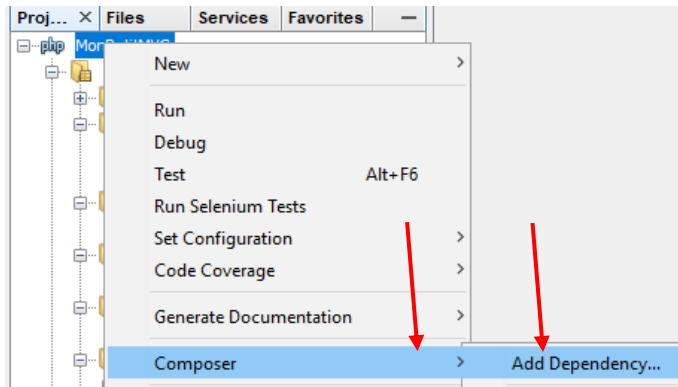 Proj... × Files Services Favorites
php
New
Run
Debug
Test Alt+F6
Run Selenium Tests
Set Configuration
Code Coverage
Generate Documentation
Composer Add Dependency...